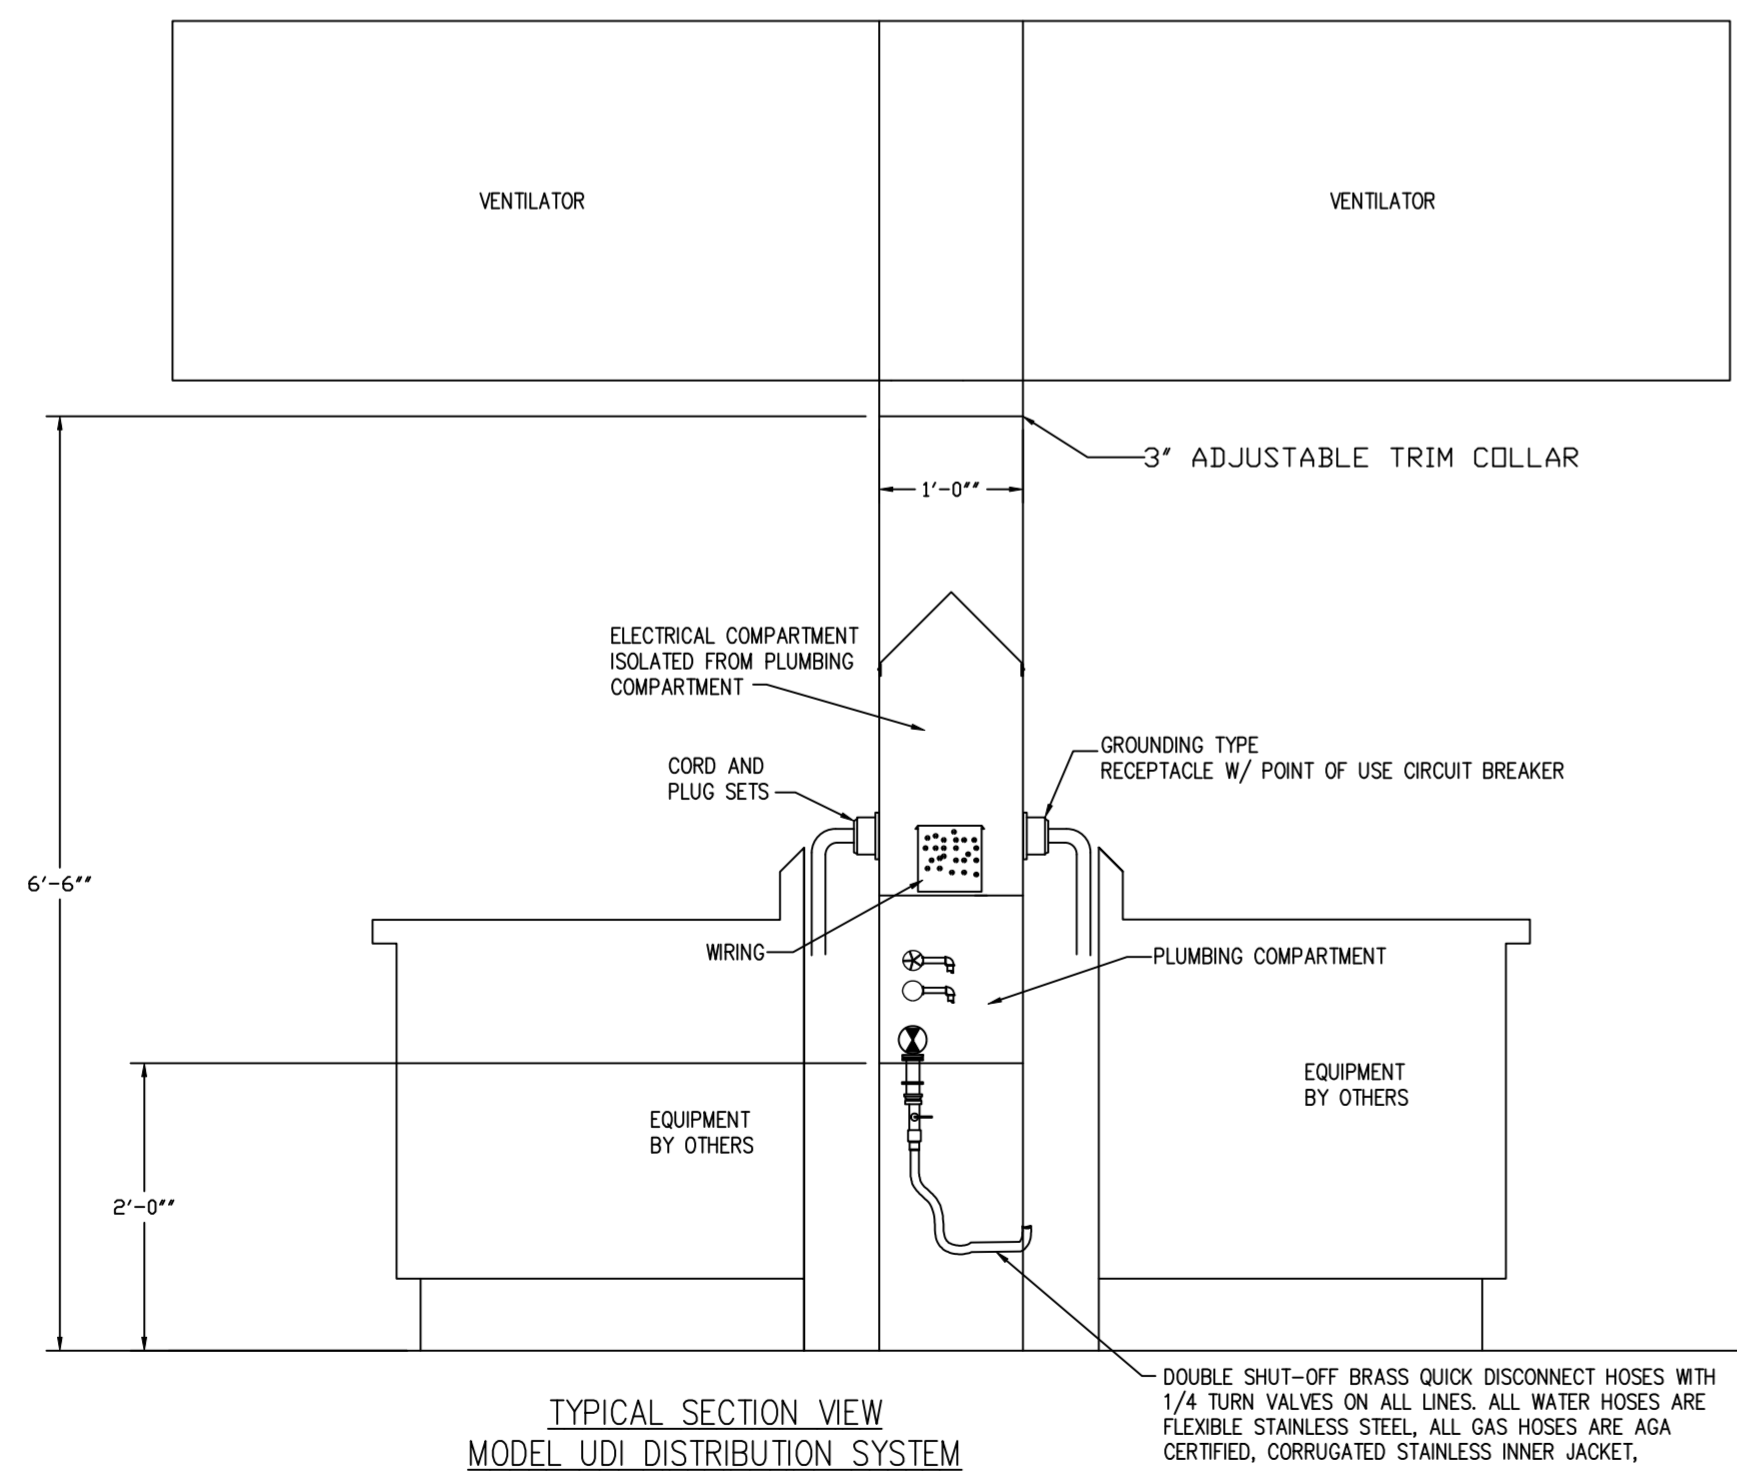 VENTILATOR
VENTILATOR
3" ADJUSTABLE TRIM COLLAR
1'-0""
ELECTRICAL COMPARTMENT
ISOLATED FROM PLUMBING
COMPARTMENT
GROUNDING TYPE
RECEPTACLE W/ POINT OF USE CIRCUIT BREAKER
CORD AND
PLUG SETS
6'-6""
WIRING
PLUMBING COMPARTMENT
EQUIPMENT
BY OTHERS
EQUIPMENT
BY OTHERS
2'-0""
DOUBLE SHUT-OFF BRASS QUICK DISCONNECT HOSES WITH
1/4 TURN VALVES ON ALL LINES. ALL WATER HOSES ARE
FLEXIBLE STAINLESS STEEL, ALL GAS HOSES ARE AGA
CERTIFIED, CORRUGATED STAINLESS INNER JACKET,
TYPICAL SECTION VIEW
MODEL UDI DISTRIBUTION SYSTEM